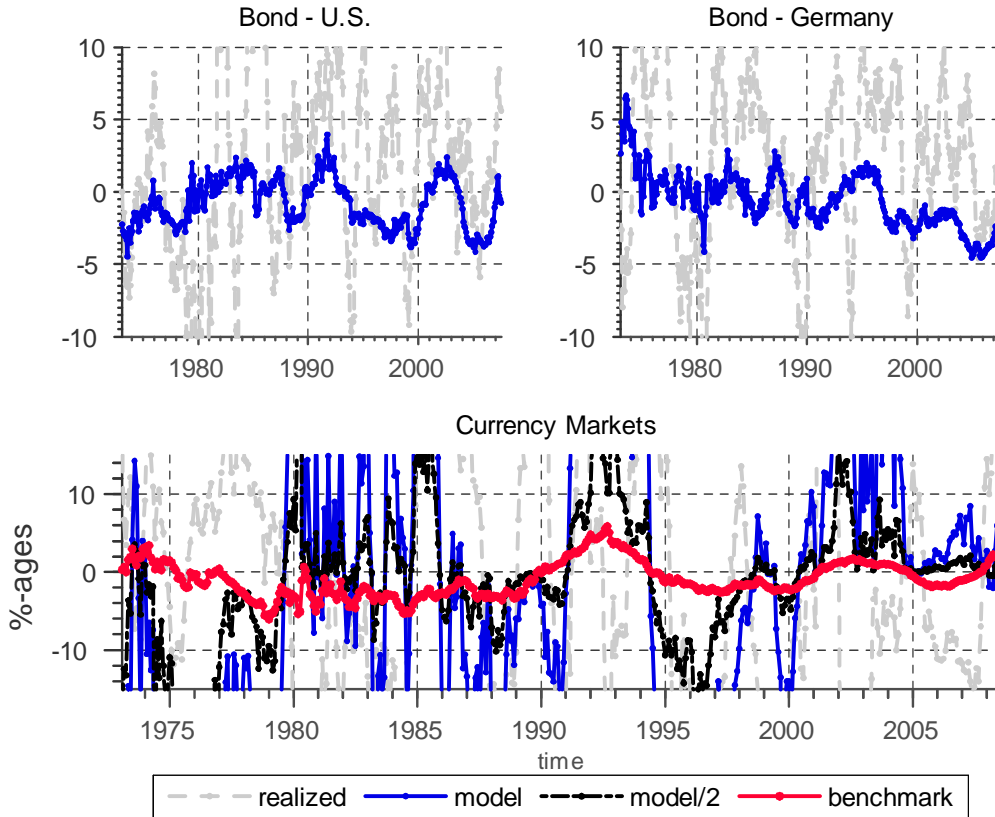 Bond - U.S.
Bond - Germany
10
5
0
-5
-10
1980
1990
2000
10
5
0
-5
-10
1980
1990
2000
Currency Markets
%-ages
10
0
-10
1975
1980
1985
1990
1995
2000
2005
time
realized
model
model/2
benchmark